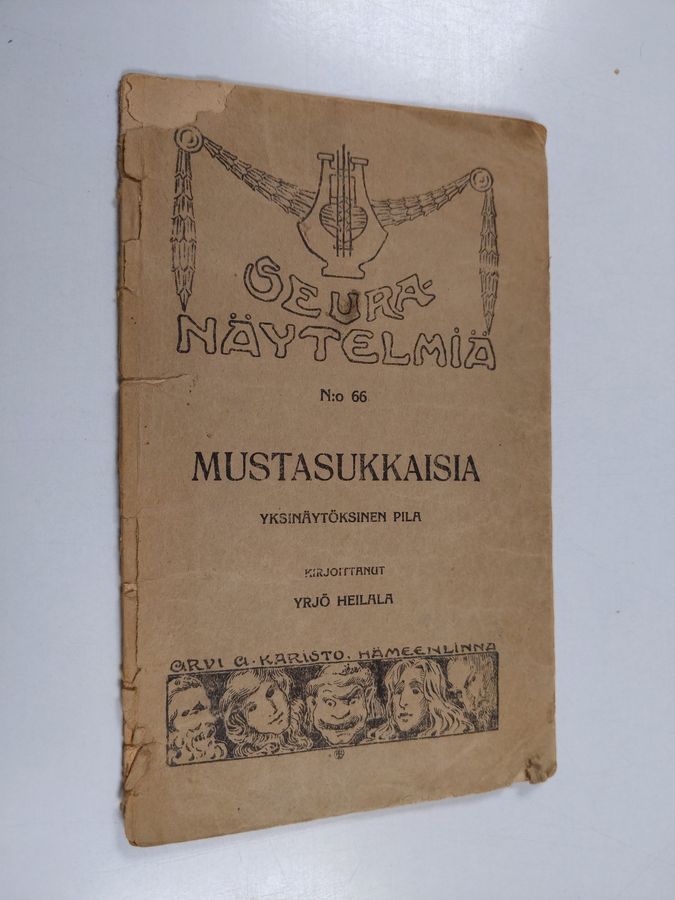 SEURA-
NÄYTELMIÄ
N:o 66
MUSTASUKKAISIA
YKSINÄYTÖKSINEN PILA
KIRJOITTANUT
YRJÖ HEILALA
ARVI A. KARISTO. HÄMEENLINNA